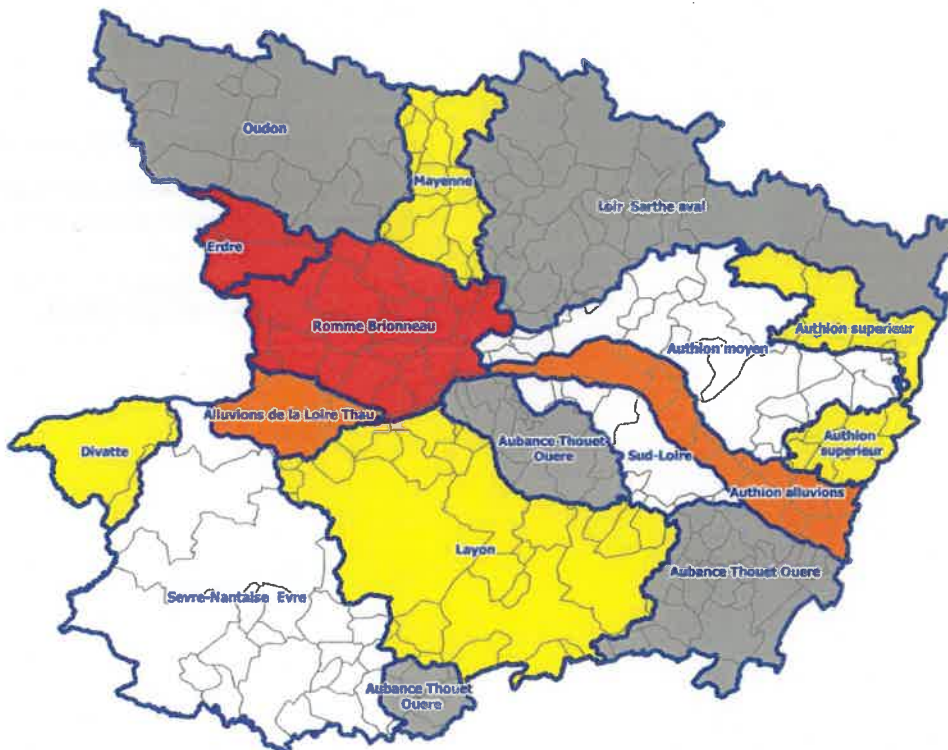 Oudon
Mayenne
Loir Sarthe aval
Erdre
Romme Brionneau
Authion superieur
Authion moyen
Alluvions de la Loire Thau
Divatte
Aubance Thouet
Ouere
Sud-Loire
Authion
superieur
Authion alluvions
Layon
Aubance Thouet Ouere
Sevre-Nantaise Evre
Aubance Thouet
Ouere